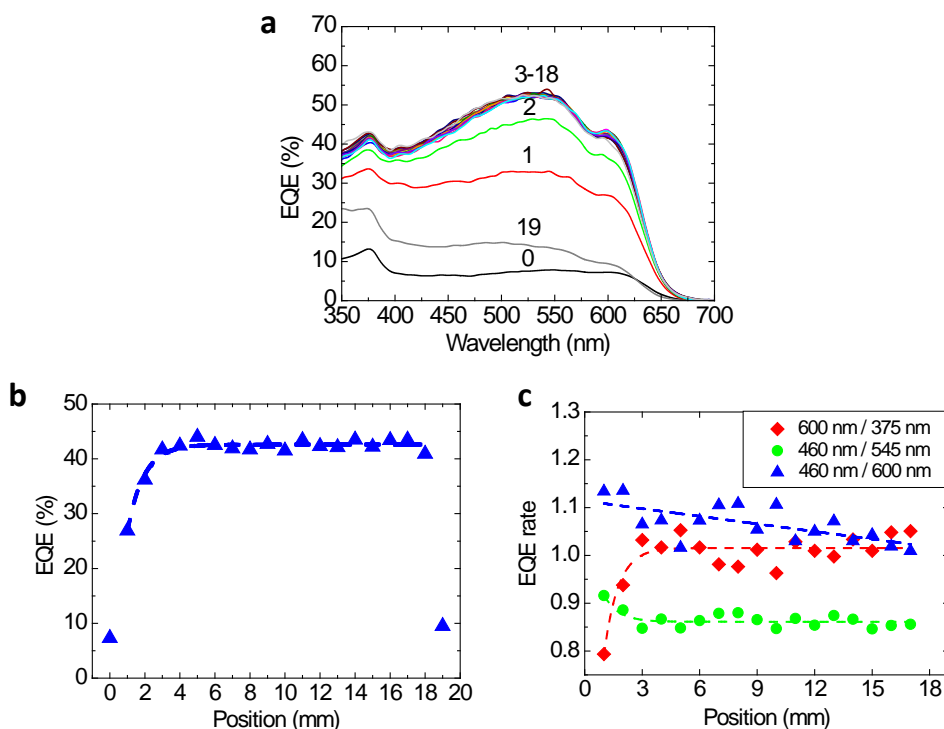 a
70
60
50
40
30
20
10
0
EQE (%)
3-18
2
1
19
0
350 400 450 500 550 600 650 700
Wavelength (nm)
b
50
40
30
20
10
0
EQE (%)
0 2 4 6 8 10 12 14 16 18 20
Position (mm)
c
1.3
1.2
1.1
1.0
0.9
0.8
EQE rate
600 nm / 375 nm
460 nm / 545 nm
460 nm / 600 nm
0 3 6 9 12 15 18
Position (mm)